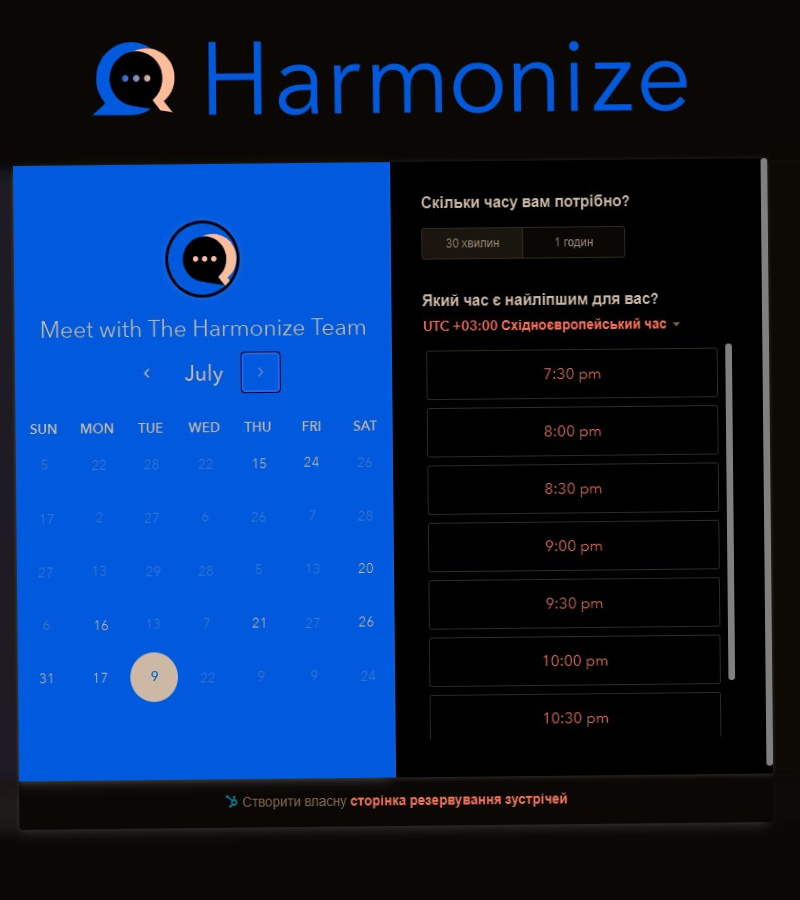 Harmonize
Meet with The Harmonize Team
July
SUN MON TUE WED THU FRI SAT
5 22 28 22 15 24 26
17 2 27 6 26 7 28
27 13 29 28 5 13 20
6 16 13 7 21 27 26
31 17 9 22 9 9 24
Скільки часу вам потрібно?
30 хвилин 1 годин
Який час є найліпшим для вас?
UTC +03:00 Східноєвропейський час
7:30 pm
8:00 pm
8:30 pm
9:00 pm
9:30 pm
10:00 pm
10:30 pm
Створити власну сторінка резервування зустрічей